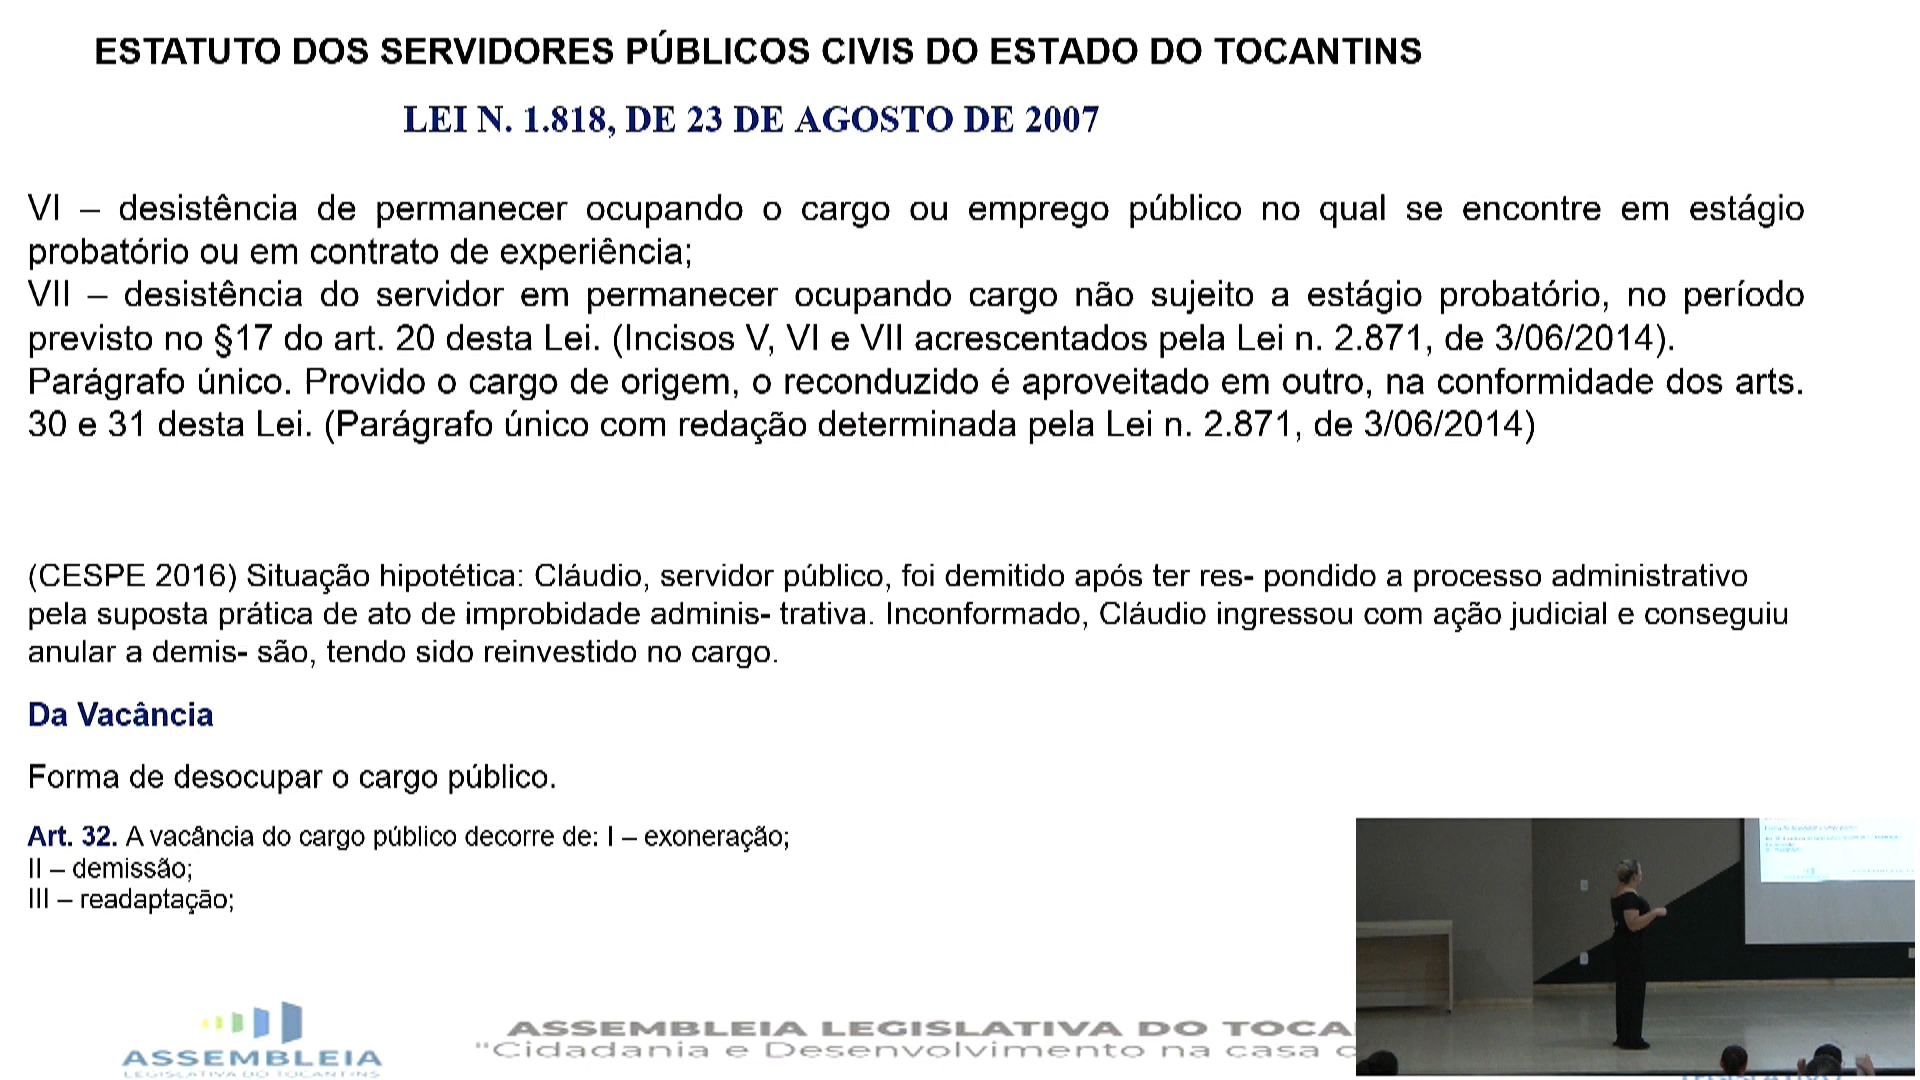 ESTATUTO DOS SERVIDORES PÚBLICOS CIVIS DO ESTADO DO TOCANTINS
LEI N. 1.818, DE 23 DE AGOSTO DE 2007
VI – desistência de permanecer ocupando o cargo ou emprego público no qual se encontre em estágio
probatório ou em contrato de experiência;
VII – desistência do servidor em permanecer ocupando cargo não sujeito a estágio probatório, no período
previsto no §17 do art. 20 desta Lei. (Incisos V, VI e VII acrescentados pela Lei n. 2.871, de 3/06/2014).
Parágrafo único. Provido o cargo de origem, o reconduzido é aproveitado em outro, na conformidade dos arts.
30 e 31 desta Lei. (Parágrafo único com redação determinada pela Lei n. 2.871, de 3/06/2014)
(CESPE 2016) Situação hipotética: Cláudio, servidor público, foi demitido após ter res- pondido a processo administrativo
pela suposta prática de ato de improbidade adminis- trativa. Inconformado, Cláudio ingressou com ação judicial e conseguiu
anular a demis- são, tendo sido reinvestido no cargo.
Da Vacância
Forma de desocupar o cargo público.
Art. 32. A vacância do cargo público decorre de: I – exoneração;
II – demissão;
III – readaptação;
ASSEMBLEIA
LEGISLATIVA DO TOCANTINS
ASSEMBLEIA LEGISLATIVA DO TOCA
"Cidadania e Desenvolvimento na casa